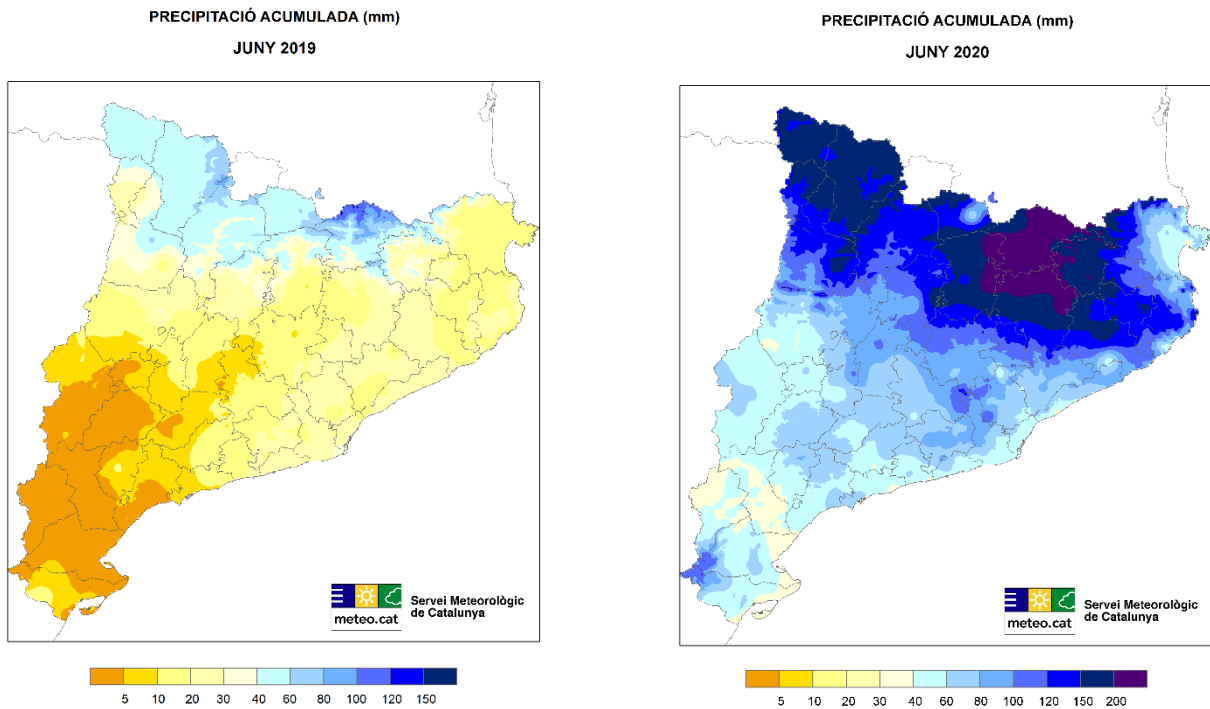 PRECIPITACIÓ ACUMULADA (mm)
JUNY 2019
meteo.cat
Servei Meteorològic
de Catalunya
5 10 20 30 40 60 80 100 120 150
PRECIPITACIÓ ACUMULADA (mm)
JUNY 2020
meteo.cat
Servei Meteorològic
de Catalunya
5 10 20 30 40 60 80 100 120 150 200